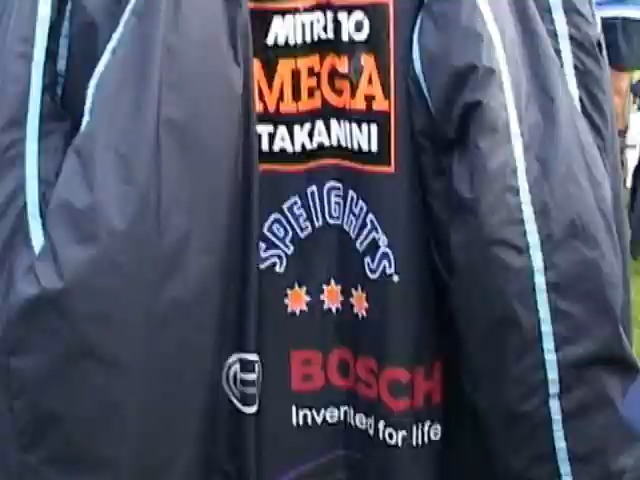 MITRE 10
MEGA
TAKANINI
SPEIGHT'S
BOSCH
Invented for life